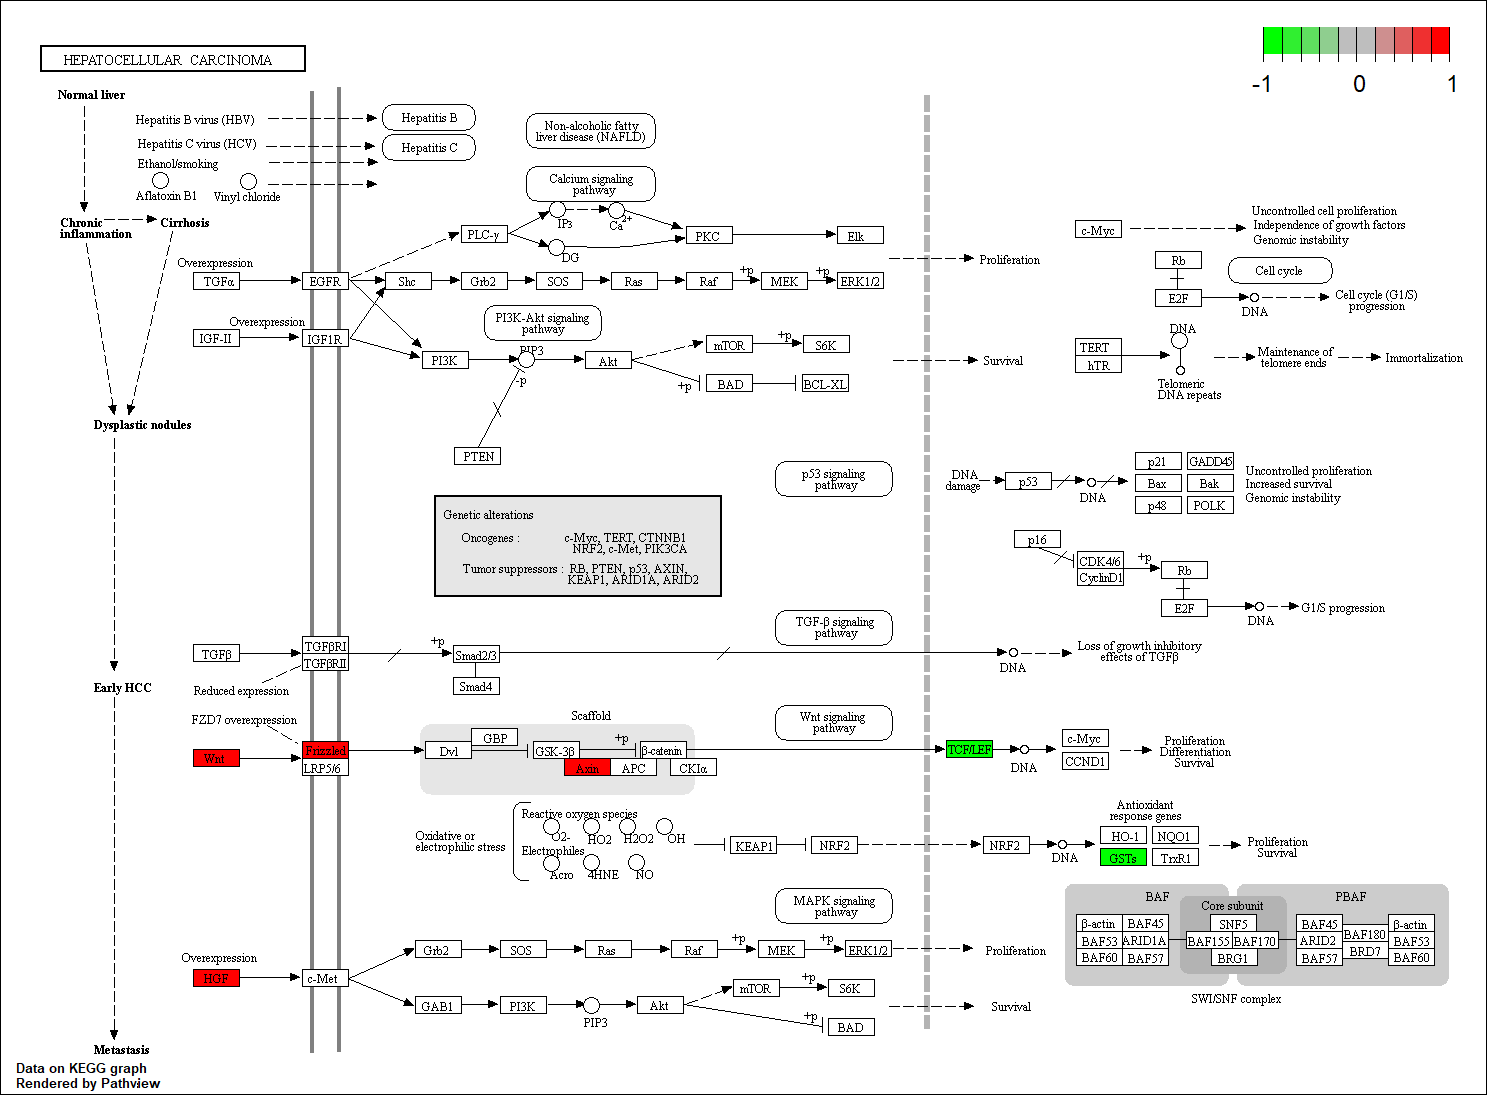 HEPATOCELLULAR CARCINOMA
-1 0 1
Normal liver
Hepatitis B virus (HBV)
Hepatitis B
Hepatitis C virus (HCV)
Hepatitis C
Ethanol/smoking
Aflatoxin B1
Vinyl chloride
Non-alcoholic fatty
liver disease (NAFLD)
Calcium signaling
pathway
Chronic
inflammation
Cirrhosis
IP3
Ca2+
PLC-γ
DG
PKC
Elk
Overexpression
TGFα
EGFR
Shc
Grb2
SOS
Ras
Raf
+p
MEK
+p
ERK1/2
Proliferation
Overexpression
IGF-II
IGF1R
PI3K-Akt signaling
pathway
PI3K
PIP3
-p
Akt
mTOR
+p
S6K
+p
BAD
BCL-XL
Survival
PTEN
c-Myc
Uncontrolled cell proliferation
Independence of growth factors
Genomic instability
Rb
E2F
Cell cycle
DNA
Cell cycle (G1/S)
progression
TERT
hTR
DNA
Telomeric
DNA repeats
Maintenance of
telomere ends
Immortalization
Dysplastic nodules
p53 signaling
pathway
DNA
damage
p53
DNA
p21
GADD45
Bax
Bak
p48
POLK
Uncontrolled proliferation
Increased survival
Genomic instability
Genetic alterations
Oncogenes : c-Myc, TERT, CTNNB1
NRF2, c-Met, PIK3CA
Tumor suppressors : RB, PTEN, p53, AXIN,
KEAP1, ARID1A, ARID2
p16
CDK4/6
CyclinD1
+p
Rb
E2F
DNA
G1/S progression
TGF-β signaling
pathway
TGFβ
TGFβRI
TGFβRII
Reduced expression
+p
Smad2/3
Smad4
DNA
Loss of growth inhibitory
effects of TGFβ
Early HCC
FZD7 overexpression
Wnt
Frizzled
LRP5/6
Scaffold
Dvl
GBP
GSK-3β
+p
β-catenin
Axin
APC
CKIα
Wnt signaling
pathway
TCF/LEF
DNA
c-Myc
CCND1
Proliferation
Differentiation
Survival
Oxidative or
electrophilic stress
Reactive oxygen species
O2-
HO2
H2O2
OH
Electrophiles
Acro
4HNE
NO
KEAP1
NRF2
NRF2
DNA
Antioxidant
response genes
HO-1
NQO1
GSTs
TrxR1
Proliferation
Survival
MAPK signaling
pathway
Overexpression
HGF
c-Met
Grb2
SOS
Ras
Raf
+p
MEK
+p
ERK1/2
Proliferation
GAB1
PI3K
PIP3
Akt
mTOR
+p
S6K
+p
BAD
Survival
BAF
PBAF
Core subunit
β-actin
BAF45
SNF5
BAF45
β-actin
BAF53
ARID1A
BAF155
BAF170
ARID2
BAF180
BAF53
BAF60
BAF57
BRG1
BAF57
BRD7
BAF60
SWI/SNF complex
Metastasis
Data on KEGG graph
Rendered by Pathview